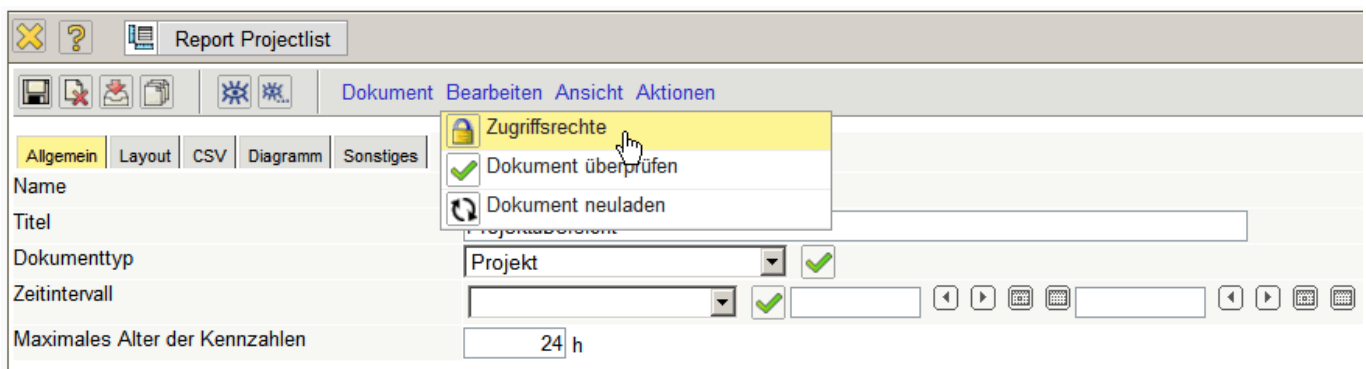 Report Projectlist
Dokument Bearbeiten Ansicht Aktionen
Zugriffsrechte
Dokument überprüfen
Dokument neuladen
Allgemein Layout CSV Diagramm Sonstiges
Name
Titel
Projektübersicht
Dokumenttyp
Projekt
Zeitintervall
Maximales Alter der Kennzahlen
24 h